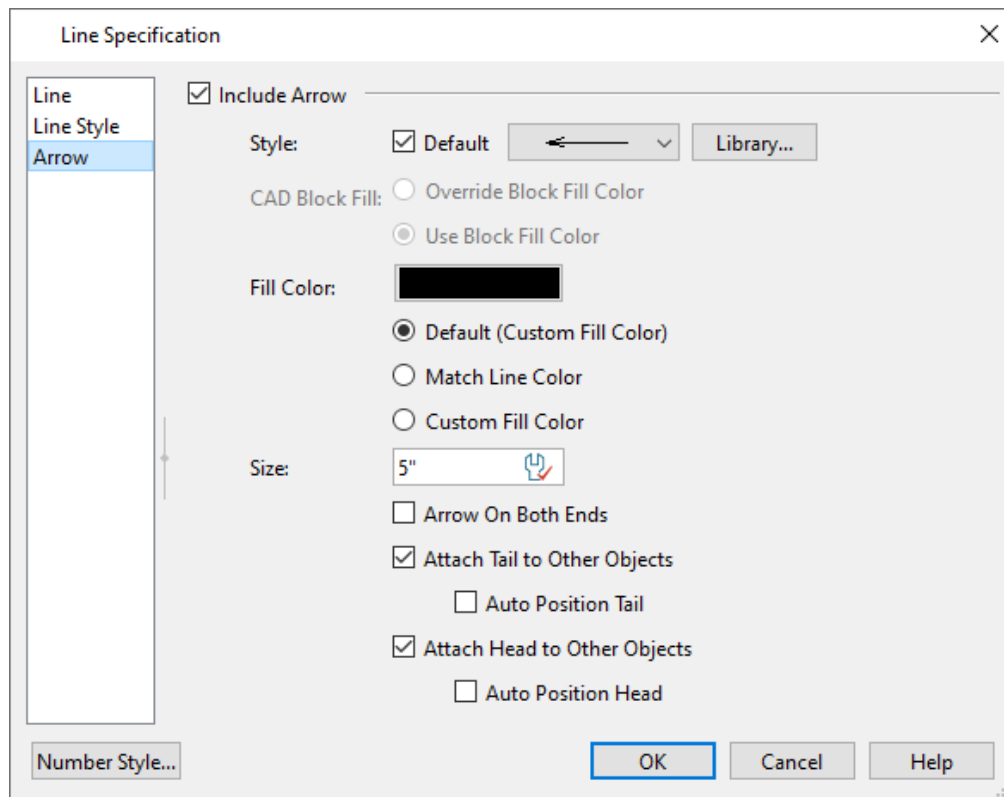 Line Specification
Line
Line Style
Arrow
Include Arrow
Style: Default Library...
CAD Block Fill: Override Block Fill Color
Use Block Fill Color
Fill Color:
Default (Custom Fill Color)
Match Line Color
Custom Fill Color
Size: 5"
Arrow On Both Ends
Attach Tail to Other Objects
Auto Position Tail
Attach Head to Other Objects
Auto Position Head
Number Style... OK Cancel Help